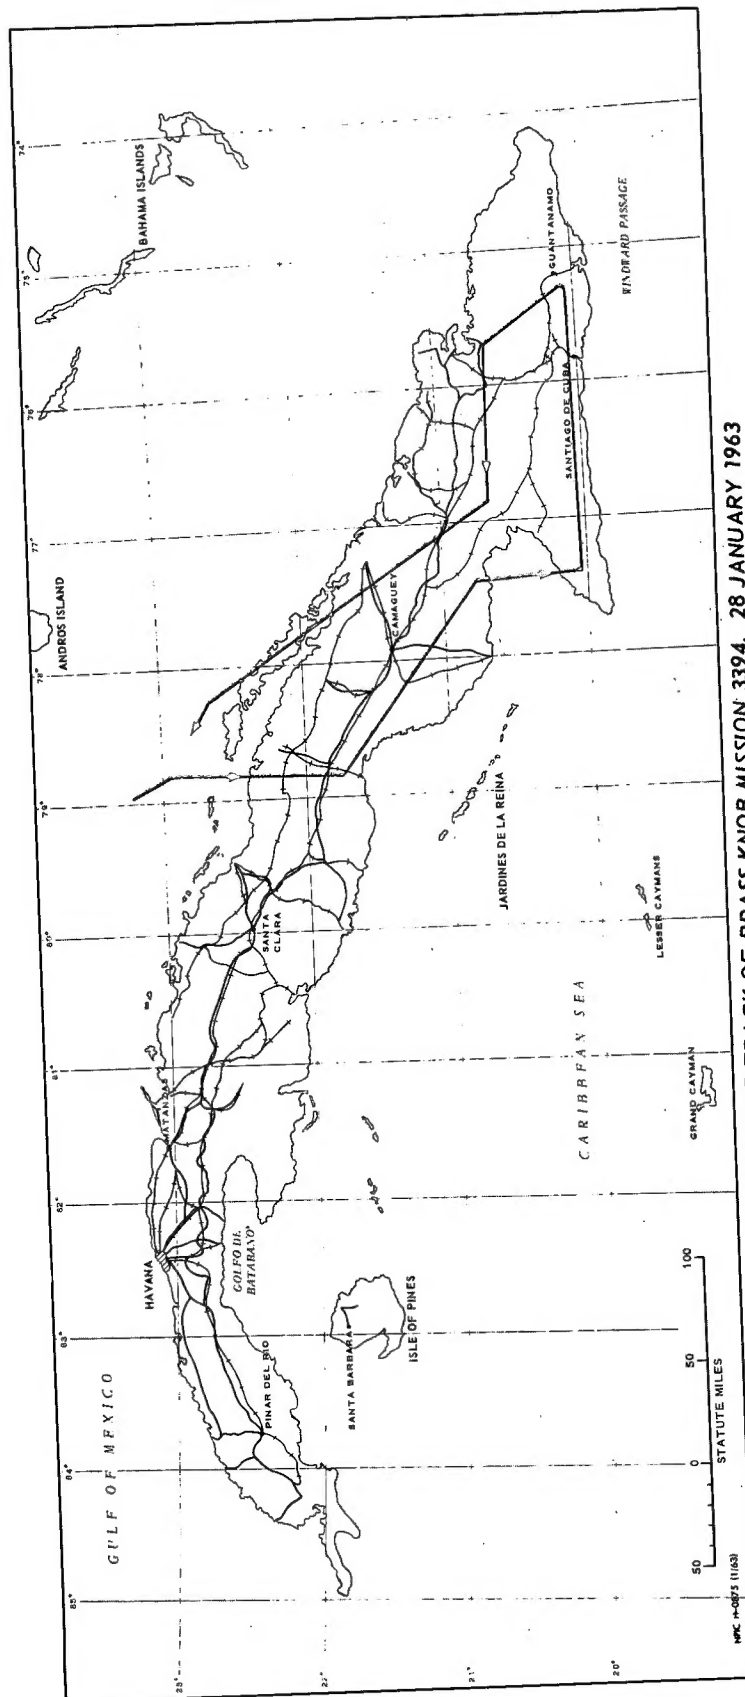 85°
84°
83°
82°
81°
80°
79°
78°
77°
76°
75°
74°
23°
22°
21°
20°
GULF OF MEXICO
HAVANA
MATANZAS
PINAR DEL RIO
GOLFO DE
BATABANO
SANTA BARBARA
ISLE OF PINES
SANTA
CLARA
CAMAGUEY
ANDROS ISLAND
BAHAMA ISLANDS
JARDINES DE LA REINA
CARIBBEAN SEA
LESSER CAYMANS
GRAND CAYMAN
SANTIAGO DE CUBA
GUANTANAMO
WINDWARD PASSAGE
50 0 50 100
STATUTE MILES
NPIC H-0875 (1/63)
TRACK OF BRASS KNOB MISSION 3394, 28 JANUARY 1963